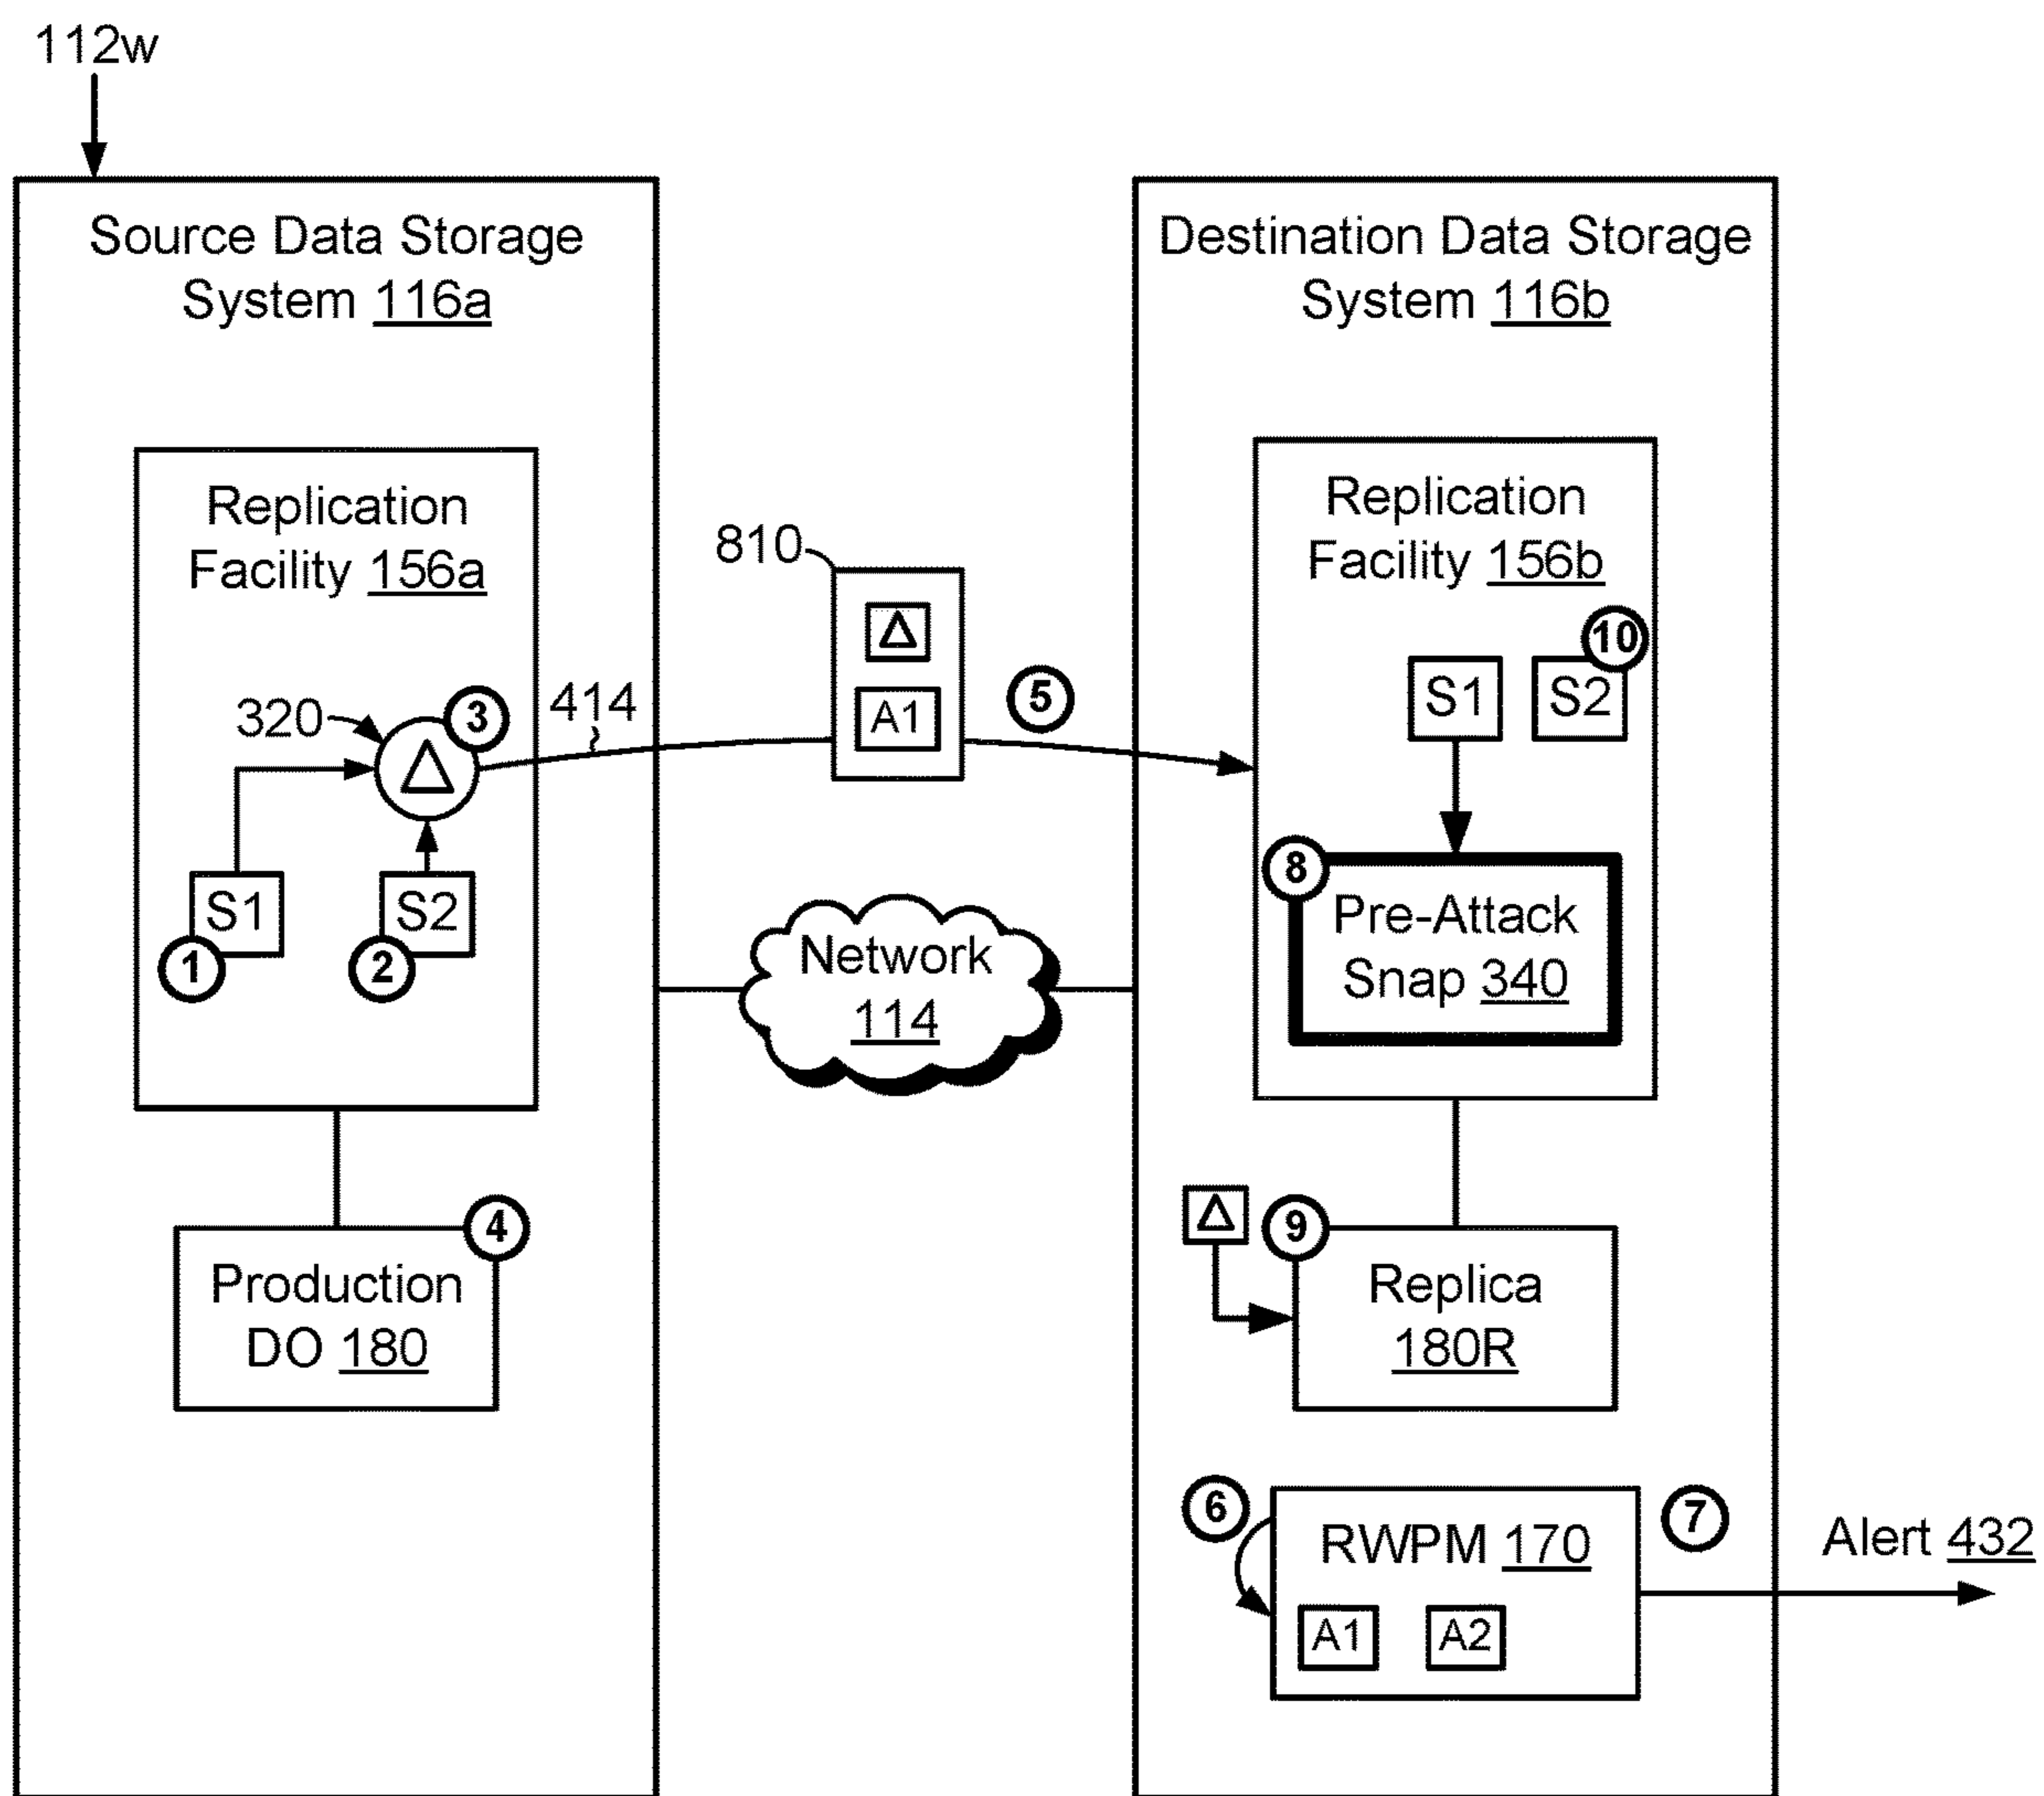 112w
Source Data Storage
System 116a
Replication
Facility 156a
320
Δ
3
414
S1
1
S2
2
4
Production
DO 180
810
Δ
A1
5
Network
114
Destination Data Storage
System 116b
Replication
Facility 156b
10
S1
S2
8
Pre-Attack
Snap 340
Δ
9
Replica
180R
6
RWPM 170
7
A1
A2
Alert 432